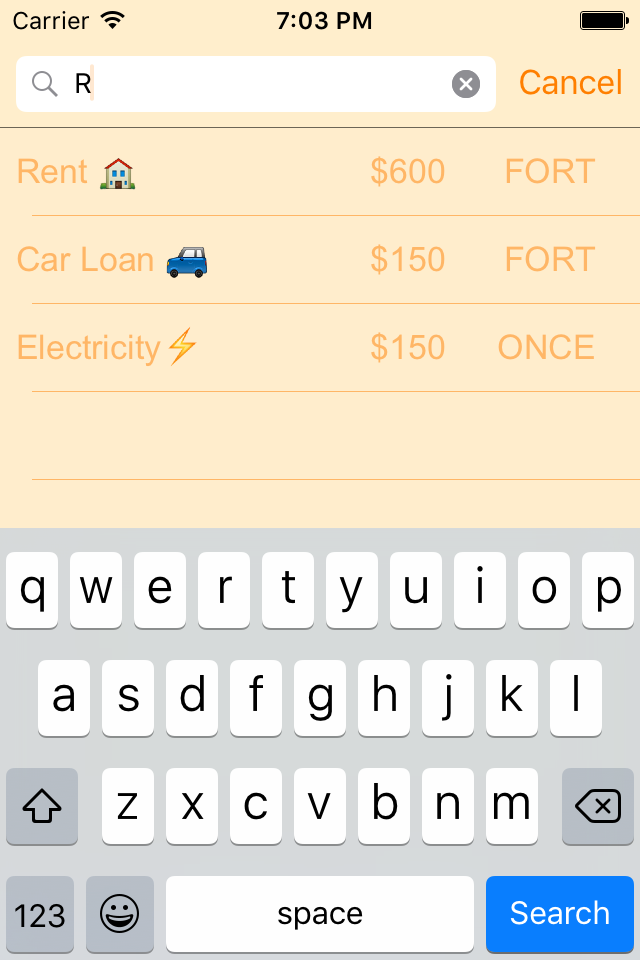 Carrier 7:03 PM
R Cancel
Rent 🏠 $600 FORT
Car Loan 🚙 $150 FORT
Electricity⚡ $150 ONCE
q w e r t y u i o p
a s d f g h j k l
z x c v b n m
123 space Search